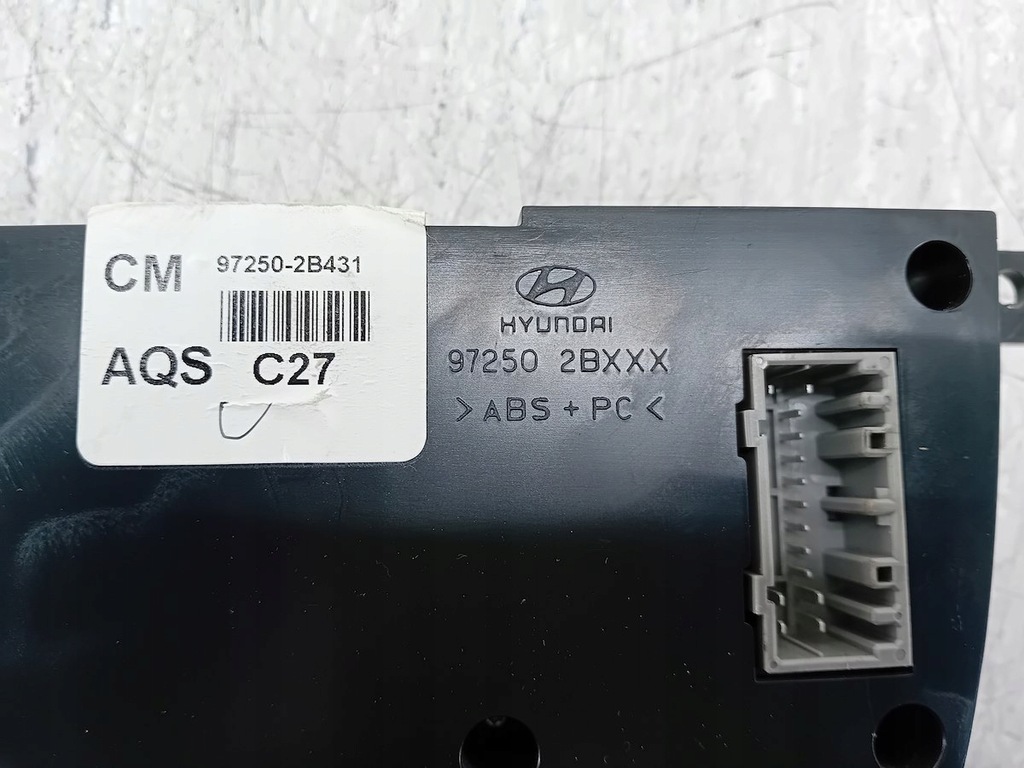 CM 97250-2B431
AQS C27
HYUNDAI
97250 2BXXX
>ABS+PC<